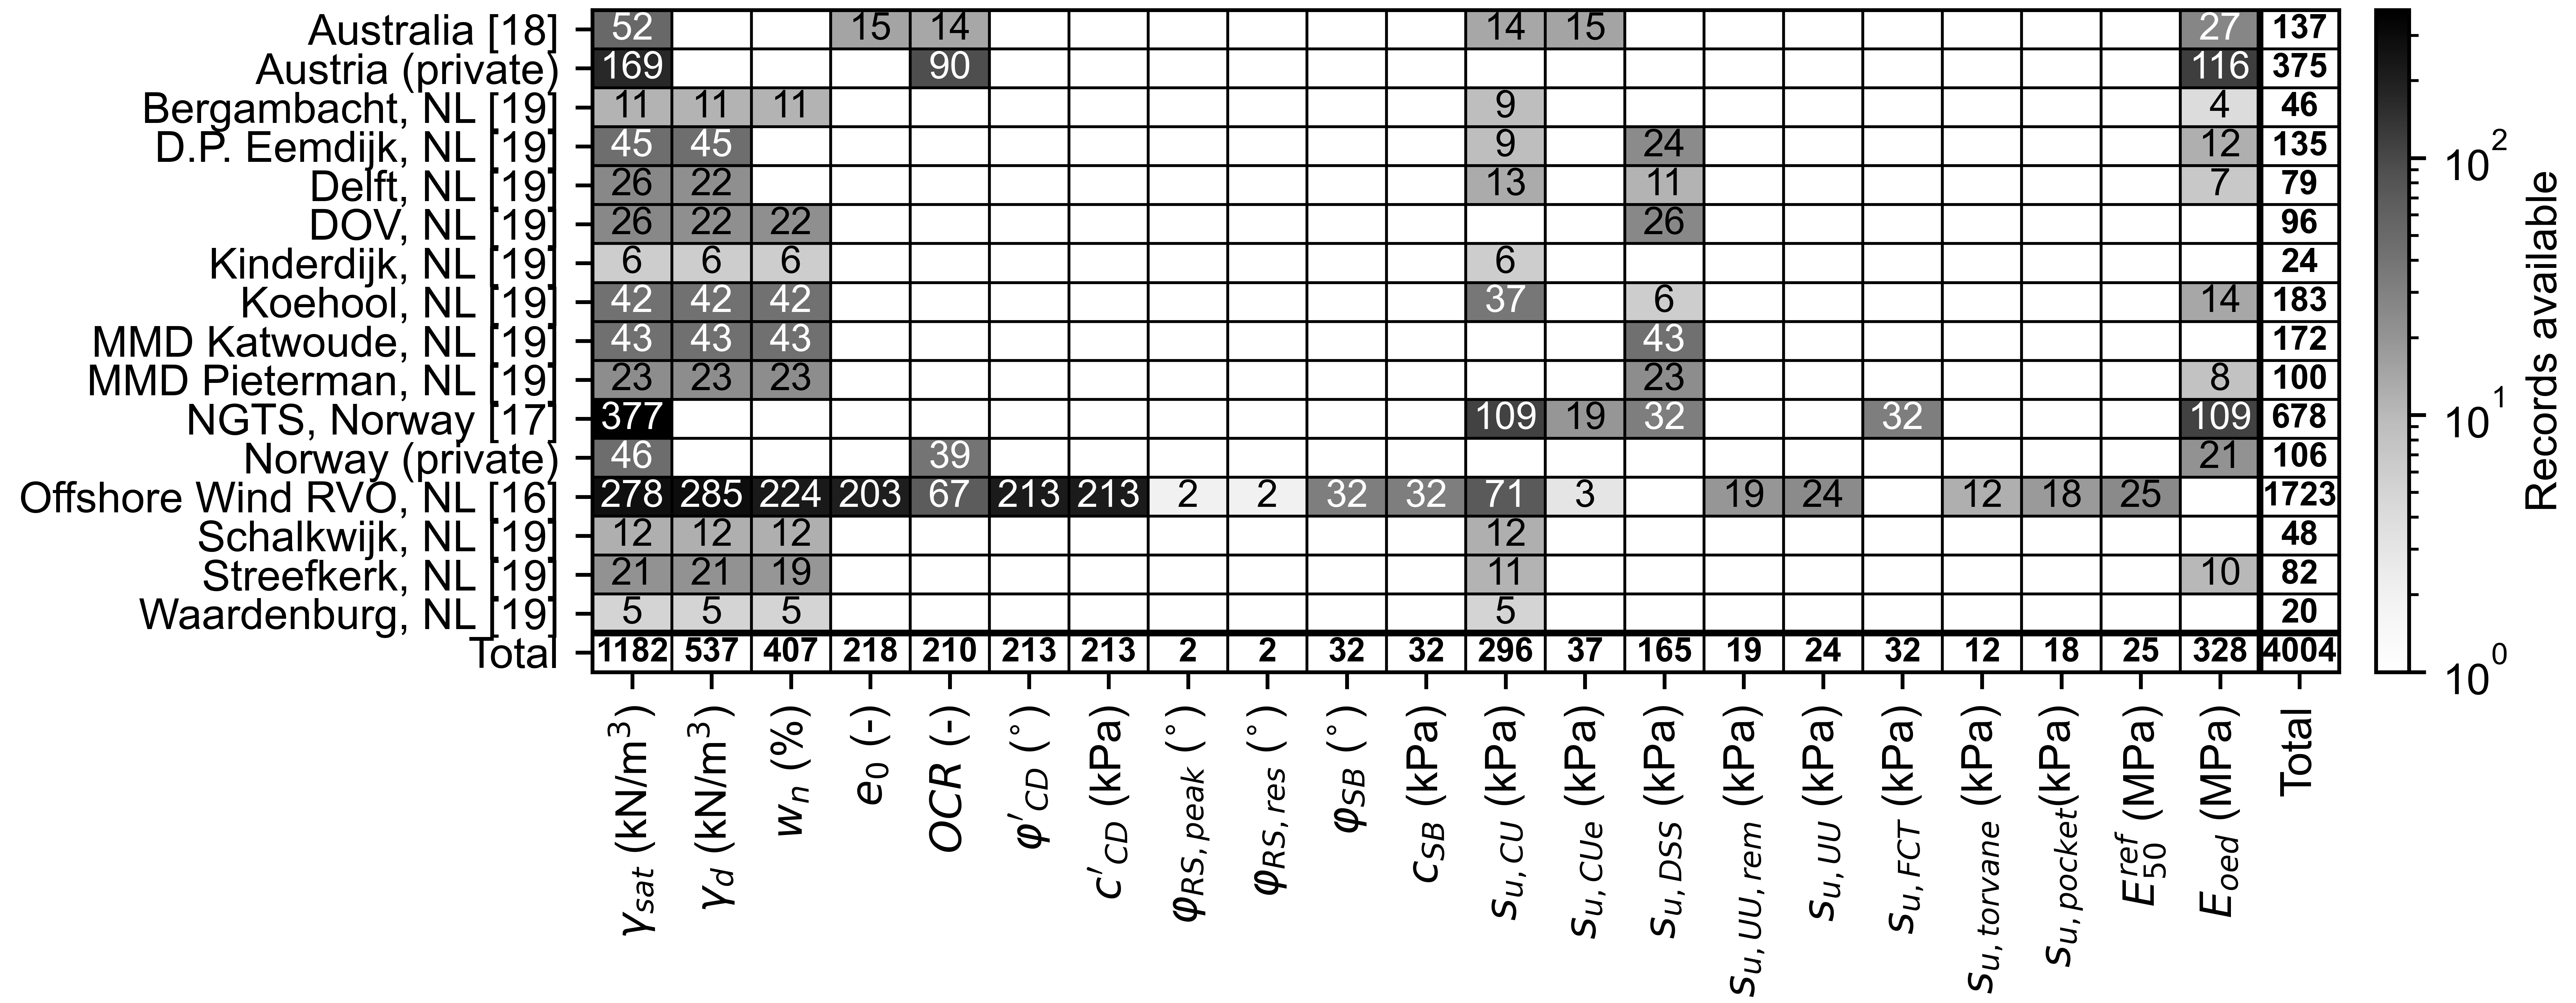 Australia [18] 52 15 14 14 15 27 137
Austria (private) 169 90 116 375
Bergambacht, NL [19] 11 11 11 9 4 46
D.P. Eemdijk, NL [19] 45 45 9 24 12 135
Delft, NL [19] 26 22 13 11 7 79
DOV, NL [19] 26 22 22 26 96
Kinderdijk, NL [19] 6 6 6 6 24
Koehool, NL [19] 42 42 42 37 6 14 183
MMD Katwoude, NL [19] 43 43 43 43 172
MMD Pieterman, NL [19] 23 23 23 23 8 100
NGTS, Norway [17] 377 109 19 32 32 109 678
Norway (private) 46 39 21 106
Offshore Wind RVO, NL [16] 278 285 224 203 67 213 213 2 2 32 32 71 3 19 24 12 18 25 1723
Schalkwijk, NL [19] 12 12 12 12 48
Streefkerk, NL [19] 21 21 19 11 10 82
Waardenburg, NL [19] 5 5 5 5 20
Total 1182 537 407 218 210 213 213 2 2 32 32 296 37 165 19 24 32 12 18 25 328 4004
γsat (kN/m³)
γd (kN/m³)
wn (%)
e0 (-)
OCR (-)
φ'CD (°)
c'CD (kPa)
φRS, peak (°)
φRS, res (°)
φSB (°)
cSB (kPa)
su, CU (kPa)
su, CUe (kPa)
su, DSS (kPa)
su, UU, rem (kPa)
su, UU (kPa)
su, FCT (kPa)
su, torvane (kPa)
su, pocket(kPa)
E50ref (MPa)
Eoed (MPa)
Total
10²
10¹
10⁰
Records available